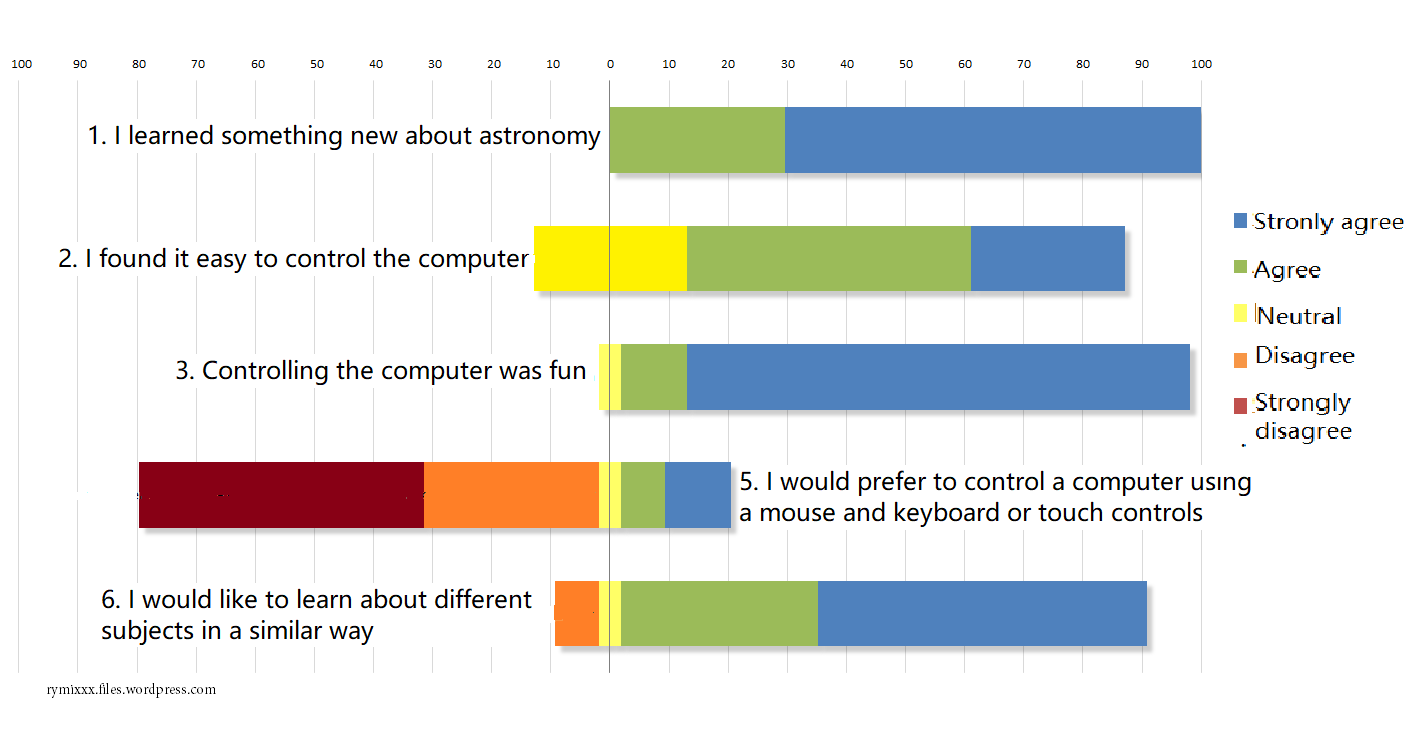 100 90 80 70 60 50 40 30 20 10 0 10 20 30 40 50 60 70 80 90 100
1. I learned something new about astronomy
2. I found it easy to control the computer
3. Controlling the computer was fun
5. I would prefer to control a computer using
a mouse and keyboard or touch controls
6. I would like to learn about different
subjects in a similar way
Stronly agree
Agree
Neutral
Disagree
Strongly
disagree
rymixxx.files.wordpress.com